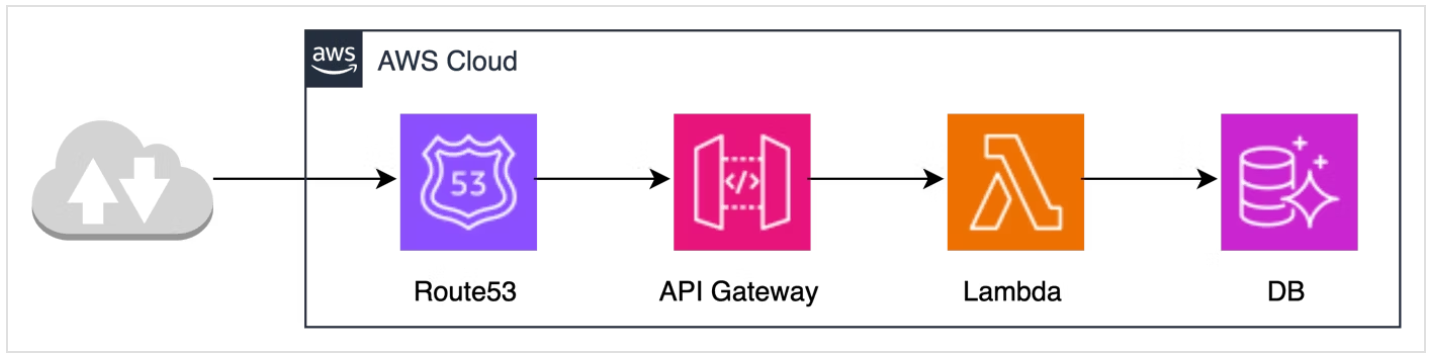 aws
AWS Cloud
53
</>
Route53
API Gateway
Lambda
DB